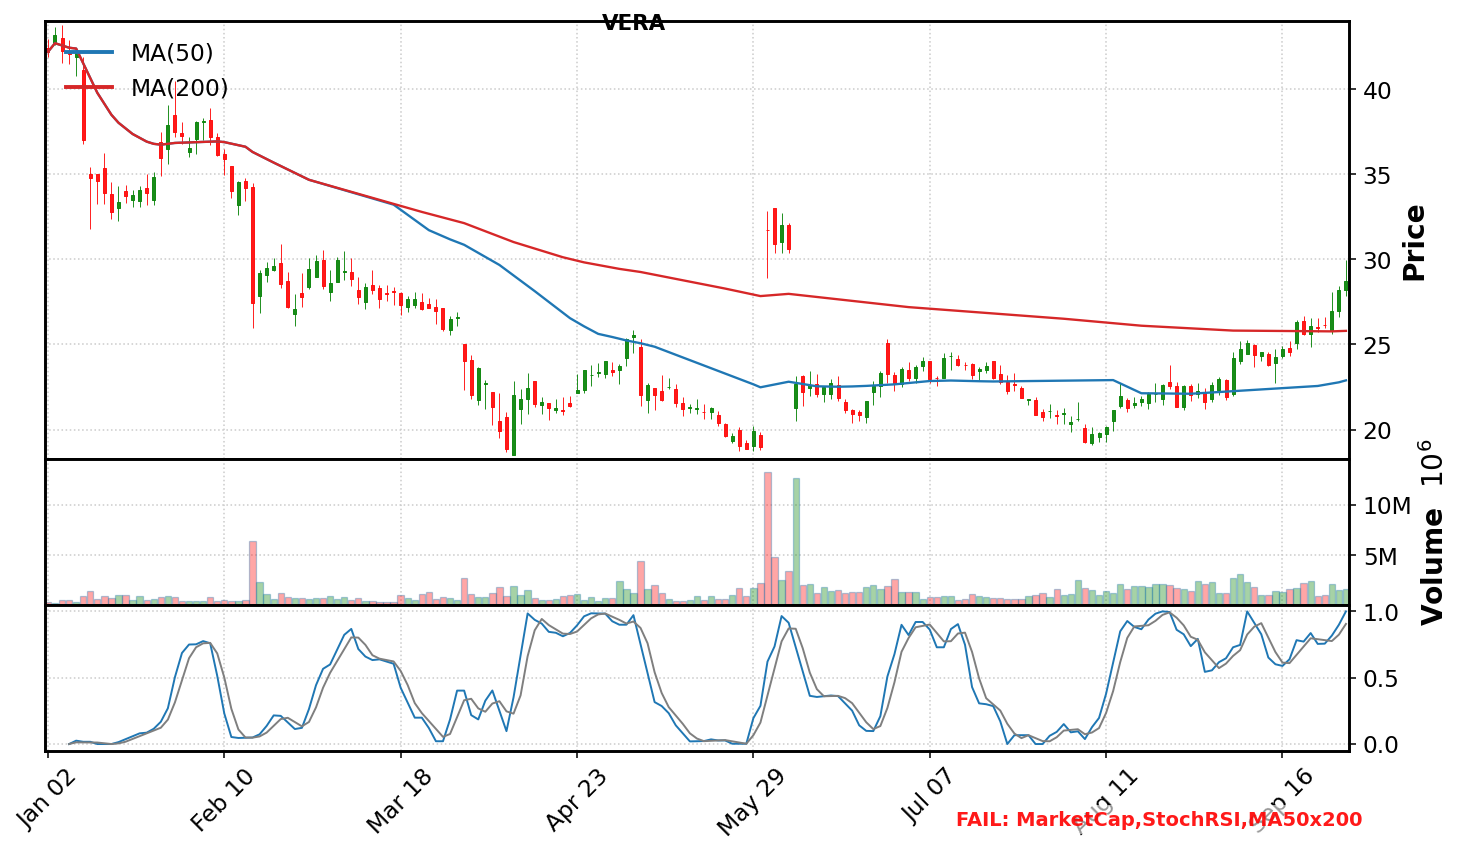 VERA
MA(50)
MA(200)
40
35
30
25
20
Price
10M
5M
Volume 10⁶
1.0
0.5
0.0
Jan 02
Feb 10
Mar 18
Apr 23
May 29
Jul 07
Aug 11
Sep 16
FAIL: MarketCap,StochRSI,MA50x200